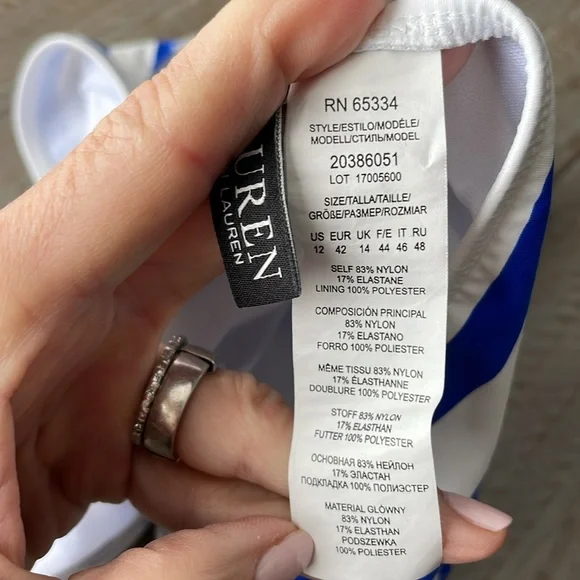 UREN
LAUREN
RN 65334
STYLE/ESTILO/MODÈLE/
MODELL/СТИЛЬ/MODEL
20386051
LOT 17005600
SIZE/TALLA/TAILLE/
GRÖßE/РАЗМЕР/ROZMIAR
US EUR UK F/E IT RU
12 42 14 44 46 48
SELF 83% NYLON
17% ELASTANE
LINING 100% POLYESTER
COMPOSICIÓN PRINCIPAL
83% NYLON
17% ELASTANO
FORRO 100% POLIESTER
MÊME TISSU 83% NYLON
17% ÉLASTHANNE
DOUBLURE 100% POLYESTER
STOFF 83% NYLON
17% ELASTHAN
FUTTER 100% POLYESTER
ОСНОВНАЯ 83% НЕЙЛОН
17% ЭЛАСТАН
ПОДКЛАДКА 100% ПОЛИЭСТЕР
MATERIAL GLÓWNY
83% NYLON
17% ELASTHAN
PODSZEWKA
100% POLYESTER